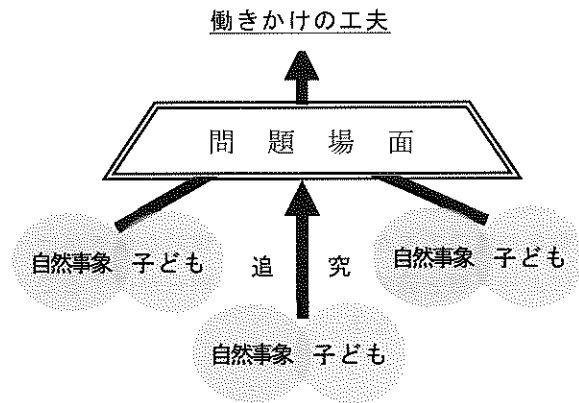 働きかけの工夫
問題場面
自然事象 子ども
追究
自然事象 子ども
自然事象 子ども